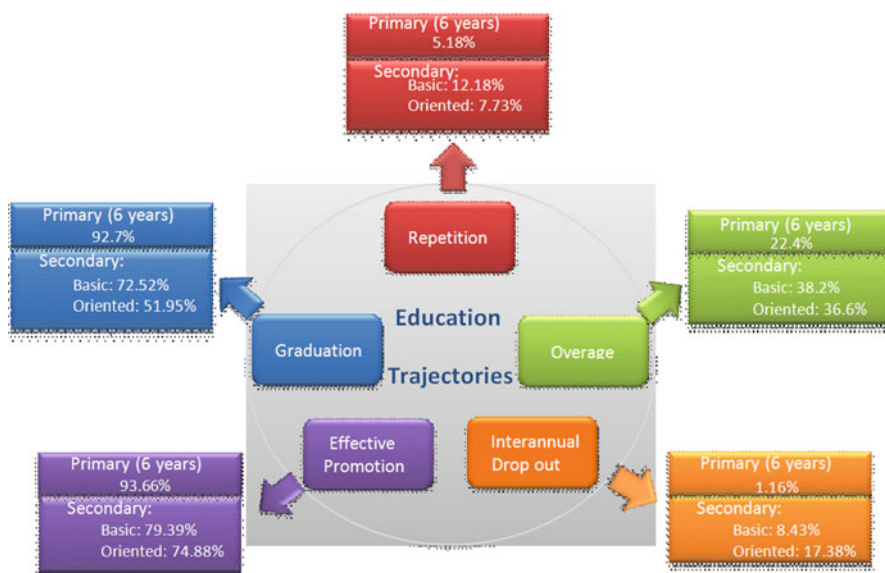 Primary (6 years)
5.18%
Secondary:
Basic: 12.18%
Oriented: 7.73%
Repetition
Primary (6 years)
92.7%
Secondary:
Basic: 72.52%
Oriented: 51.95%
Graduation
Education
Trajectories
Primary (6 years)
22.4%
Secondary:
Basic: 38.2%
Oriented: 36.6%
Overage
Effective
Promotion
Primary (6 years)
93.66%
Secondary:
Basic: 79.39%
Oriented: 74.88%
Interannual
Drop out
Primary (6 years)
1.16%
Secondary:
Basic: 8.43%
Oriented: 17.38%